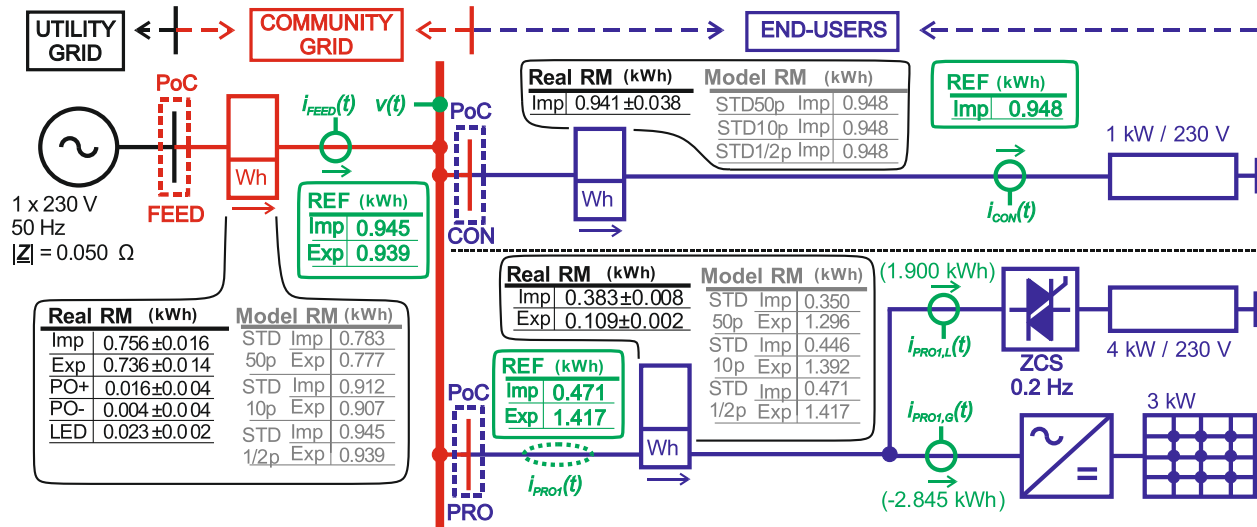 UTILITY
GRID
COMMUNITY
GRID
END-USERS
PoC
FEED
Wh
1 x 230 V
50 Hz
|Z| = 0.050 Ω
i_FEED(t) v(t)
REF (kWh)
Imp 0.945
Exp 0.939
PoC
CON
Real RM (kWh)
Imp 0.941 ±0.038
Model RM (kWh)
STD50p Imp 0.948
STD10p Imp 0.948
STD1/2p Imp 0.948
Wh
REF (kWh)
Imp 0.948
i_CON(t)
1 kW / 230 V
Real RM (kWh)
Imp 0.756 ±0.016
Exp 0.736 ±0.014
PO+ 0.016 ±0.004
PO- 0.004 ±0.004
LED 0.023 ±0.002
Model RM (kWh)
STD Imp 0.783
50p Exp 0.777
STD Imp 0.912
10p Exp 0.907
STD Imp 0.945
1/2p Exp 0.939
Real RM (kWh)
Imp 0.383±0.008
Exp 0.109±0.002
Model RM (kWh)
STD Imp 0.350
50p Exp 1.296
STD Imp 0.446
10p Exp 1.392
STD Imp 0.471
1/2p Exp 1.417
PoC
PRO
REF (kWh)
Imp 0.471
Exp 1.417
i_PRO1(t)
Wh
(1.900 kWh)
i_PRO1,L(t)
ZCS
0.2 Hz
4 kW / 230 V
i_PRO1,G(t)
(-2.845 kWh)
3 kW